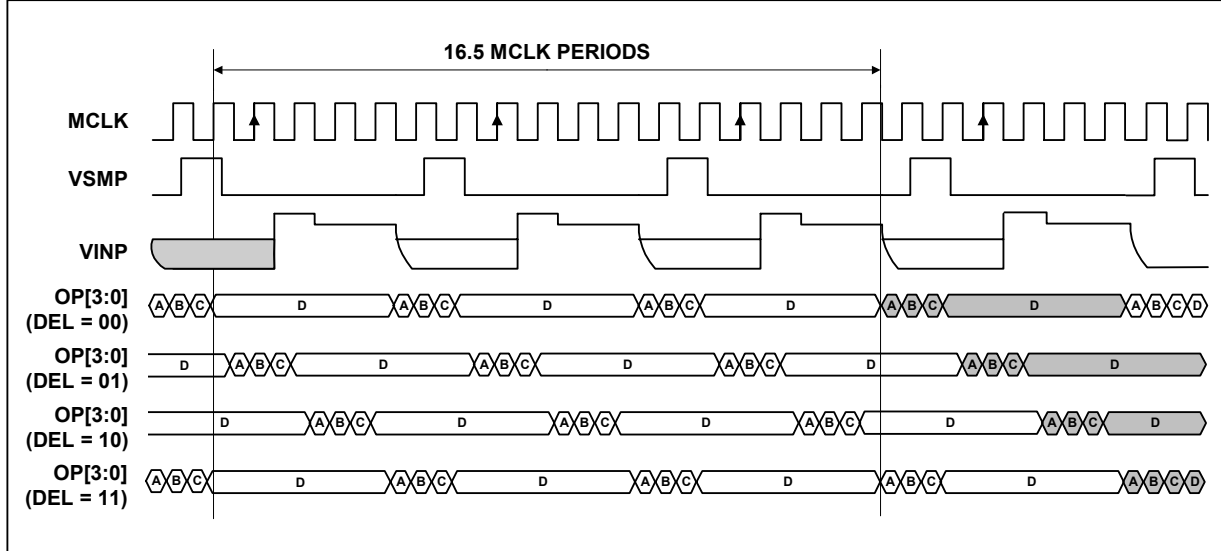 16.5 MCLK PERIODS
MCLK
VSMP
VINP
OP[3:0]
(DEL = 00)
A B C D A B C D A B C D A B C D A B C D
OP[3:0]
(DEL = 01)
D A B C D A B C D A B C D A B C D
OP[3:0]
(DEL = 10)
D A B C D A B C D A B C D A B C D
OP[3:0]
(DEL = 11)
A B C D A B C D A B C D A B C D A B C D